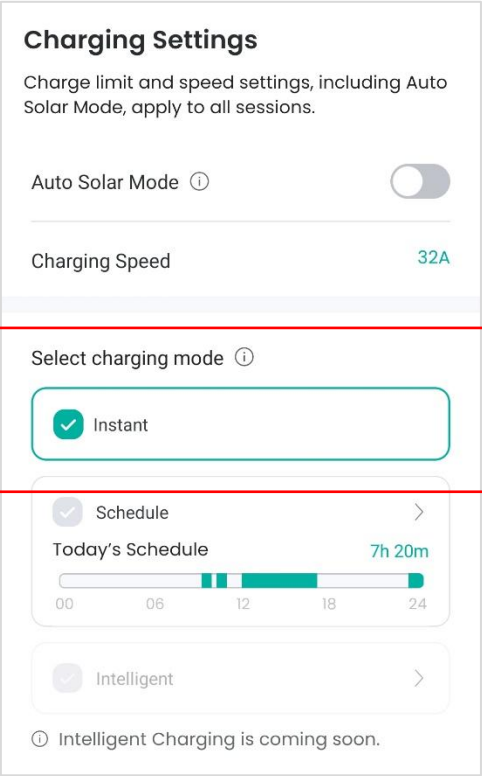 Charging Settings
Charge limit and speed settings, including Auto
Solar Mode, apply to all sessions.
Auto Solar Mode
Charging Speed 32A
Select charging mode
Instant
Schedule
Today's Schedule 7h 20m
00 06 12 18 24
Intelligent
Intelligent Charging is coming soon.